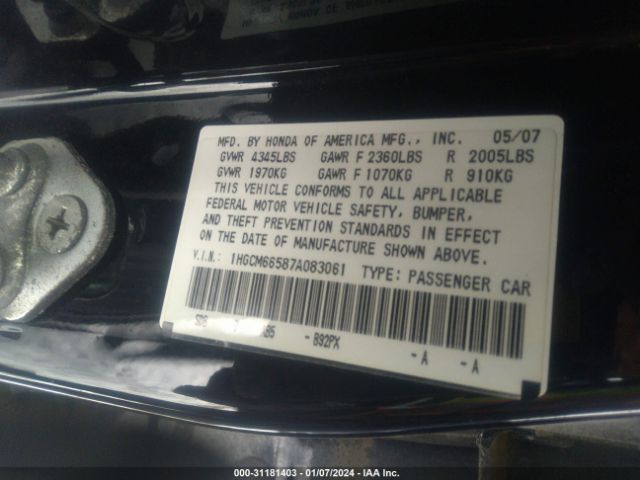 MFD. BY HONDA OF AMERICA MFG., INC. 05/07
GVWR 4345LBS GAWR F 2360LBS R 2005LBS
GVWR 1970KG GAWR F 1070KG R 910KG
THIS VEHICLE CONFORMS TO ALL APPLICABLE
FEDERAL MOTOR VEHICLE SAFETY, BUMPER,
AND THEFT PREVENTION STANDARDS IN EFFECT
ON THE DATE OF MANUFACTURE SHOWN ABOVE.
V.I.N.: 1HGCM66587A083061 TYPE: PASSENGER CAR
B5 - B92PX -A -A
000-31181403 — 01/07/2024 — IAA Inc.